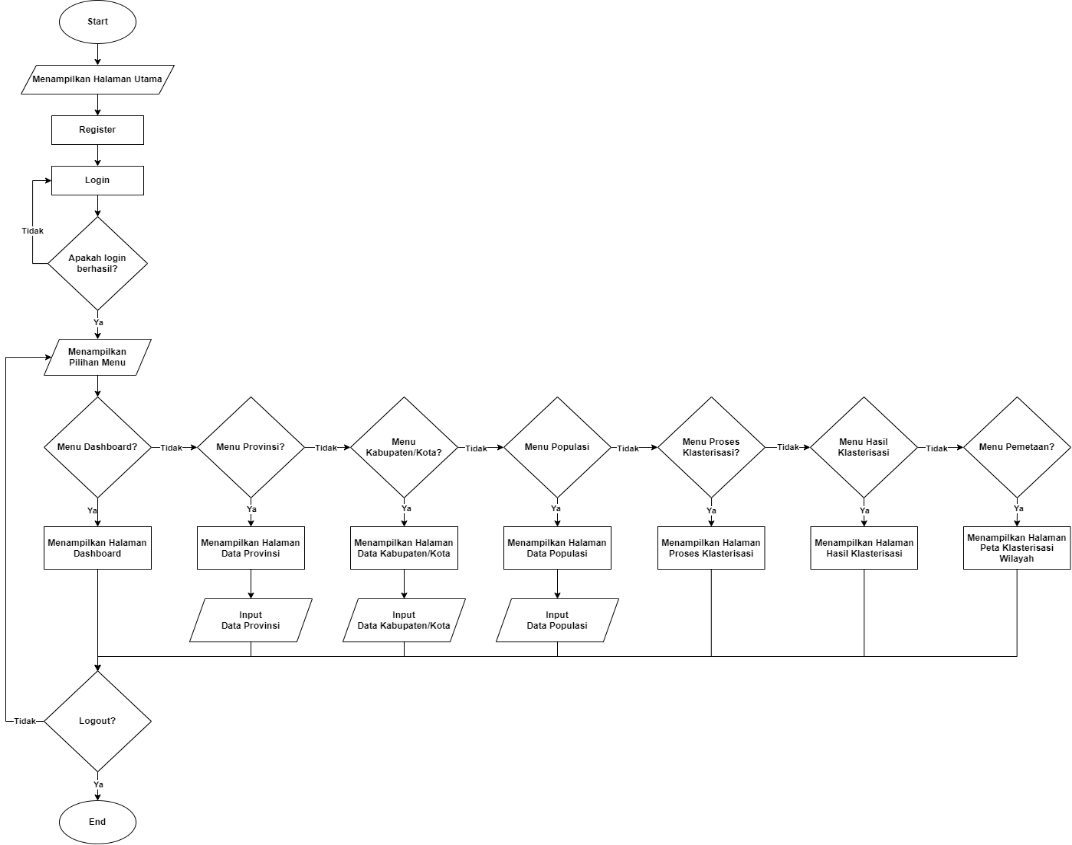 Start
Menampilkan Halaman Utama
Register
Login
Tidak
Apakah login
berhasil?
Ya
Menampilkan
Pilihan Menu
Menu Dashboard?
Tidak
Menu Provinsi?
Tidak
Menu
Kabupaten/Kota?
Tidak
Menu Populasi
Tidak
Menu Proses
Klasterisasi?
Tidak
Menu Hasil
Klasterisasi
Tidak
Menu Pemetaan?
Ya
Ya
Ya
Ya
Ya
Ya
Ya
Menampilkan Halaman
Dashboard
Menampilkan Halaman
Data Provinsi
Menampilkan Halaman
Data Kabupaten/Kota
Menampilkan Halaman
Data Populasi
Menampilkan Halaman
Proses Klasterisasi
Menampilkan Halaman
Hasil Klasterisasi
Menampilkan Halaman
Peta Klasterisasi
Wilayah
Input
Data Provinsi
Input
Data Kabupaten/Kota
Input
Data Populasi
Tidak
Logout?
Ya
End